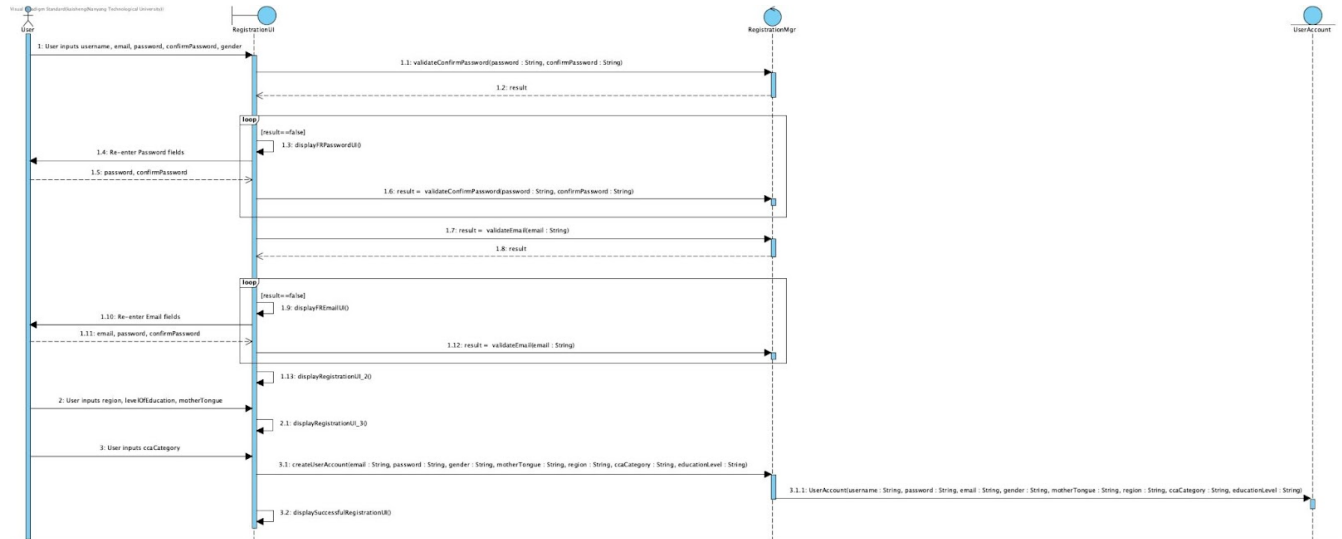 Visual Paradigm Standard(kaisheng(Nanyang Technological University))
User
RegistrationUI
RegistrationMgr
UserAccount
1: User inputs username, email, password, confirmPassword, gender
1.1: validateConfirmPassword(password : String, confirmPassword : String)
1.2: result
loop
[result==false]
1.3: displayFRPasswordUI()
1.4: Re-enter Password fields
1.5: password, confirmPassword
1.6: result = validateConfirmPassword(password : String, confirmPassword : String)
1.7: result = validateEmail(email : String)
1.8: result
loop
[result==false]
1.9: displayFREmailUI()
1.10: Re-enter Email fields
1.11: email, password, confirmPassword
1.12: result = validateEmail(email : String)
1.13: displayRegistrationUI_2()
2: User inputs region, levelOfEducation, motherTongue
2.1: displayRegistrationUI_3()
3: User inputs ccaCategory
3.1: createUserAccount(email : String, password : String, gender : String, motherTongue : String, region : String, ccaCategory : String, educationLevel : String)
3.1.1: UserAccount(username : String, password : String, email : String, gender : String, motherTongue : String, region : String, ccaCategory : String, educationLevel : String)
3.2: displaySuccessfulRegistrationUI()